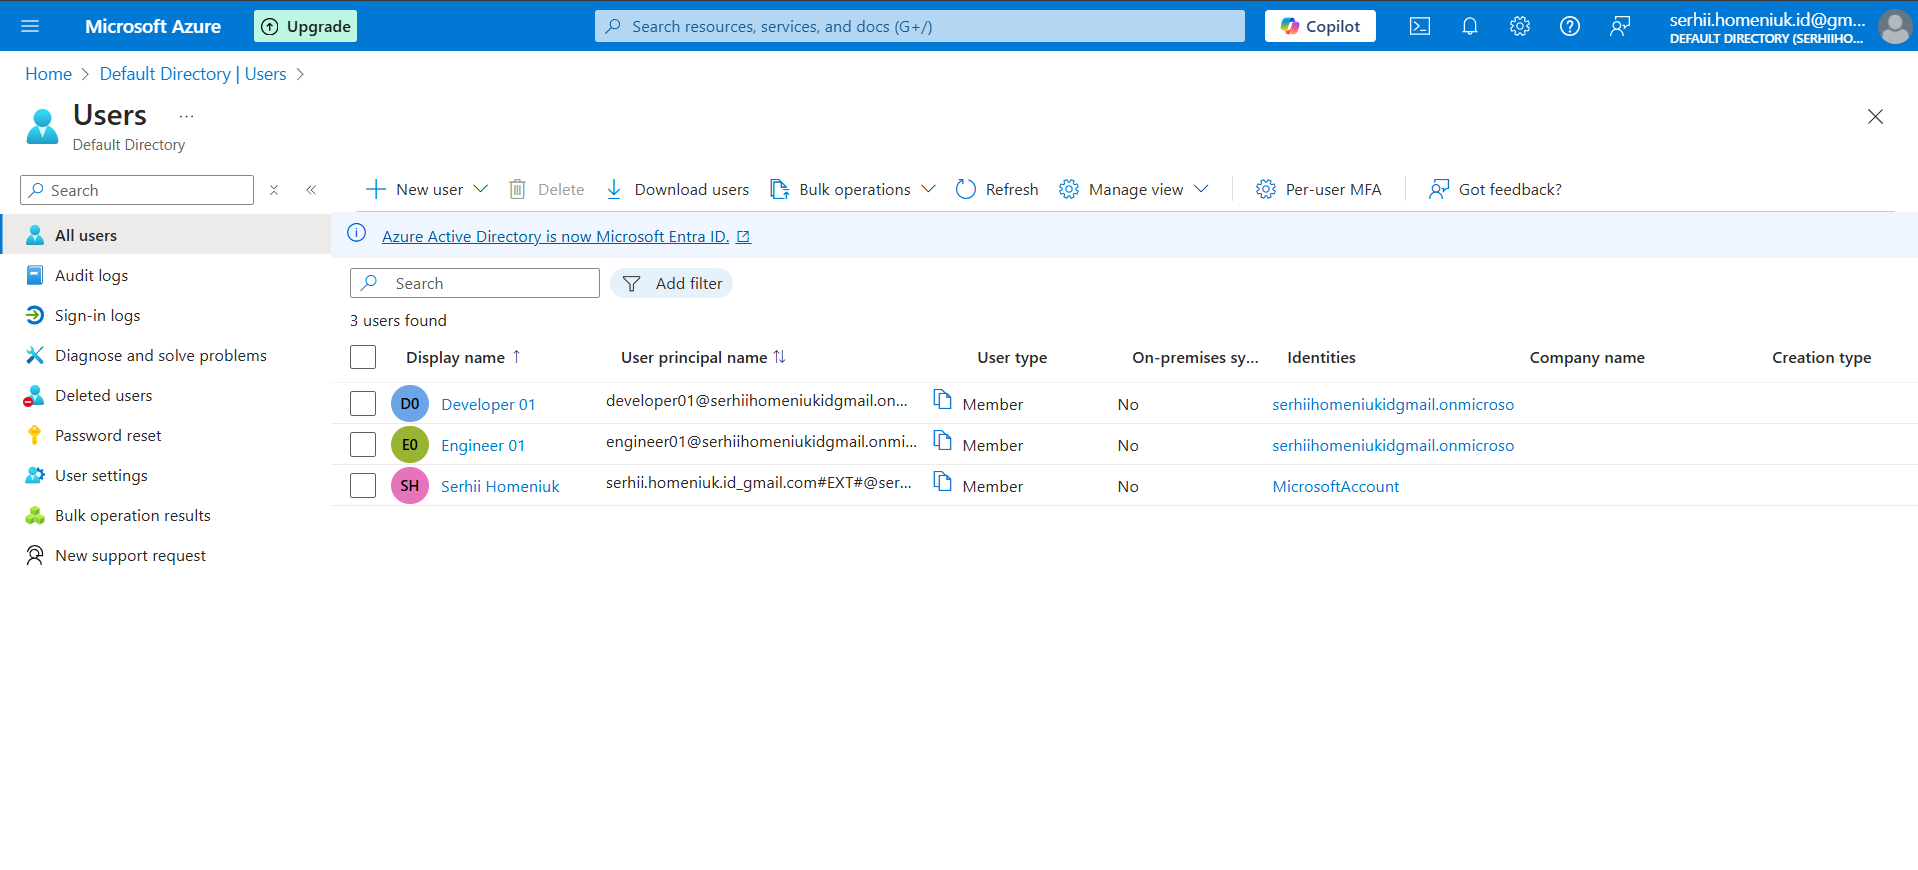 Microsoft Azure
Upgrade
Search resources, services, and docs (G+/)
Copilot
serhii.homeniuk.id@gm...
DEFAULT DIRECTORY (SERHIIHO...
Home > Default Directory | Users >
Users ...
Default Directory
Search
All users
Audit logs
Sign-in logs
Diagnose and solve problems
Deleted users
Password reset
User settings
Bulk operation results
New support request
New user
Delete
Download users
Bulk operations
Refresh
Manage view
Per-user MFA
Got feedback?
Azure Active Directory is now Microsoft Entra ID.
Search
Add filter
3 users found
Display name ↑ User principal name ↑↓ User type On-premises sy... Identities Company name Creation type
D0 Developer 01 developer01@serhiihomeniukidgmail.on... Member No serhiihomeniukidgmail.onmicroso
E0 Engineer 01 engineer01@serhiihomeniukidgmail.onmi... Member No serhiihomeniukidgmail.onmicroso
SH Serhii Homeniuk serhii.homeniuk.id_gmail.com#EXT#@ser... Member No MicrosoftAccount